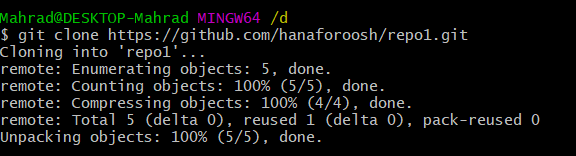 Mahrad@DESKTOP-Mahrad MINGW64 /d
$ git clone https://github.com/hanaforoosh/repo1.git
Cloning into 'repo1'...
remote: Enumerating objects: 5, done.
remote: Counting objects: 100% (5/5), done.
remote: Compressing objects: 100% (4/4), done.
remote: Total 5 (delta 0), reused 1 (delta 0), pack-reused 0
Unpacking objects: 100% (5/5), done.